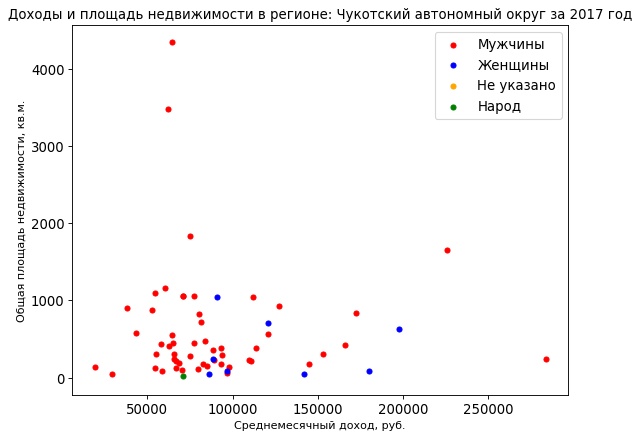 Доходы и площадь недвижимости в регионе: Чукотский автономный округ за 2017 год
Мужчины
Женщины
Не указано
Народ
Общая площадь недвижимости, кв.м.
4000
3000
2000
1000
0
50000 100000 150000 200000 250000
Среднемесячный доход, руб.